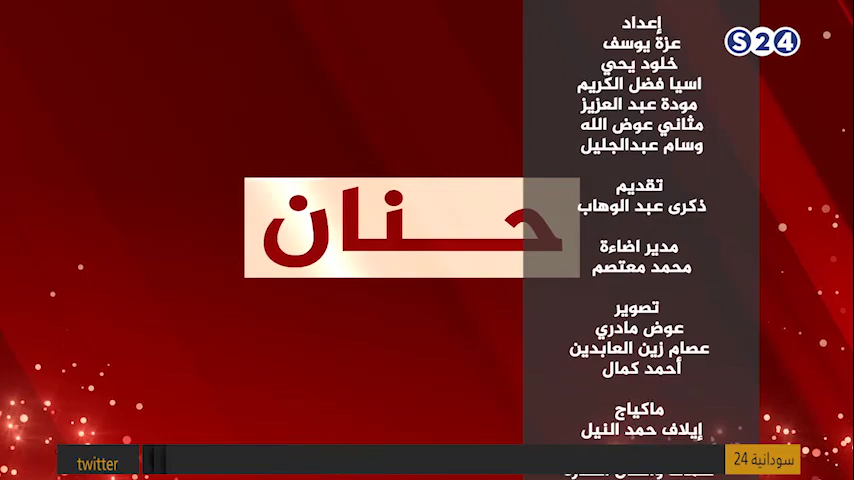 S24
إعداد
عزة يوسف
خلود يحي
اسيا فضل الكريم
مودة عبد العزيز
مثاني عوض الله
وسام عبدالجليل
تقديم
ذكرى عبد الوهاب
مدير اضاءة
محمد معتصم
تصوير
عوض مادري
عصام زين العابدين
أحمد كمال
ماكياج
إيلاف حمد النيل
حنان
سودانية 24
twitter